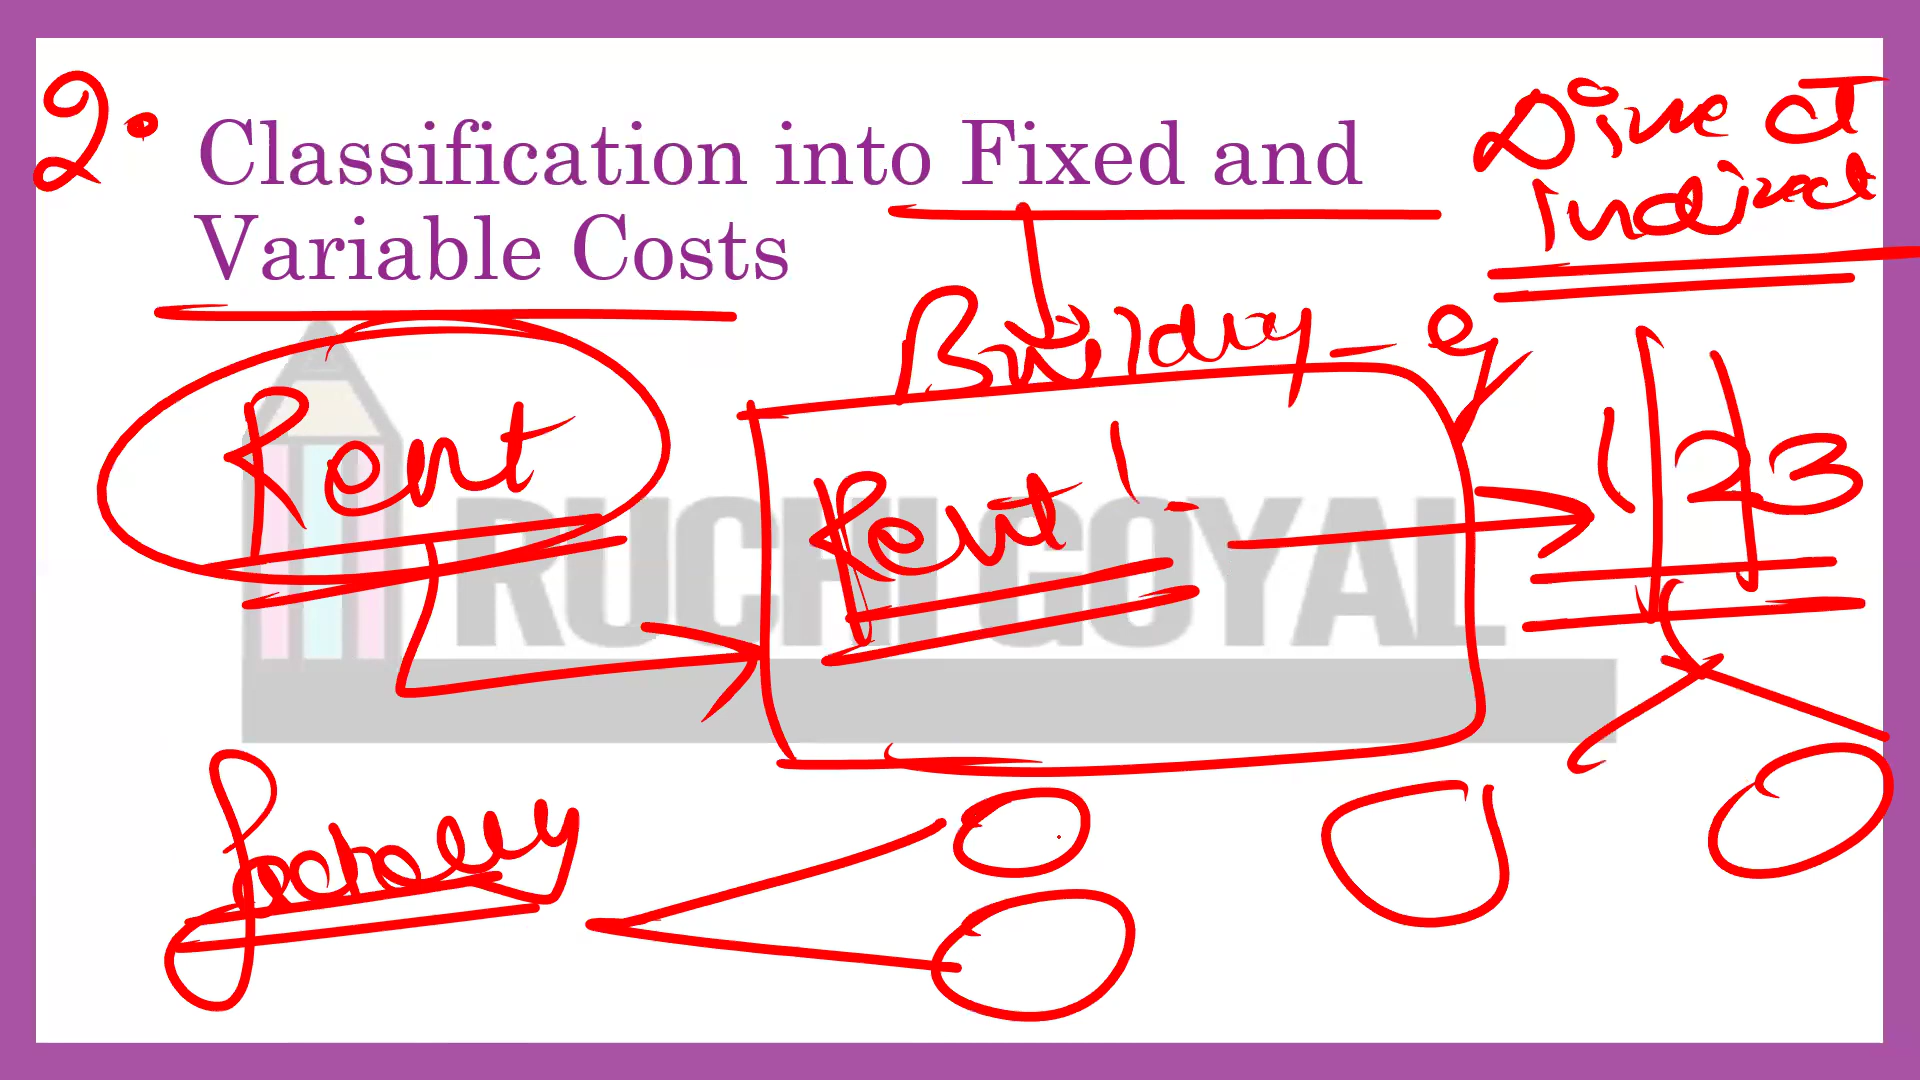 2.
Classification into Fixed and
Variable Costs
Direct
indirect
Building
Rent
Rent
1 2 3
RUCHI GOYAL
factory